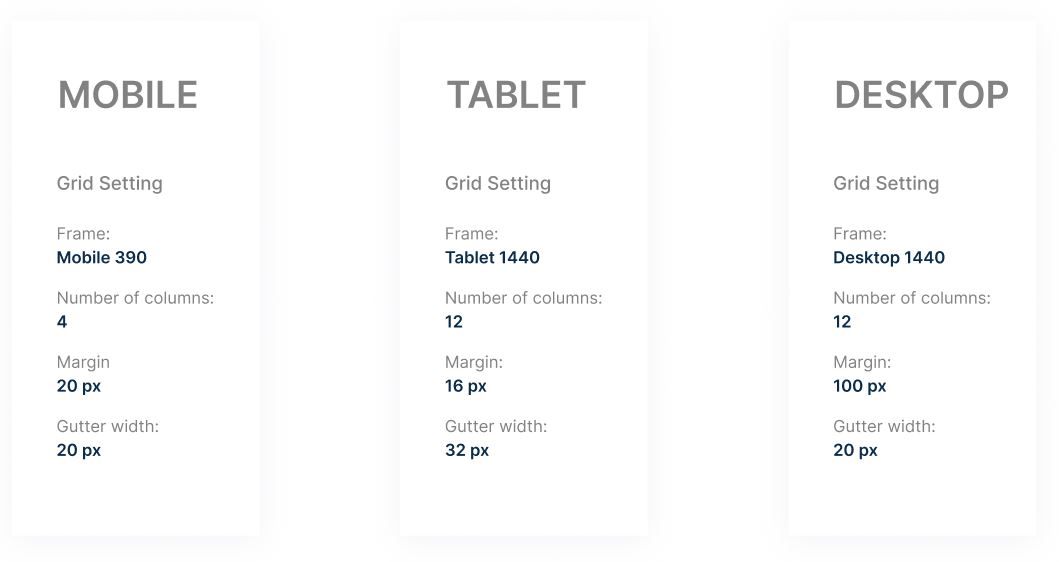 MOBILE
Grid Setting
Frame:
Mobile 390
Number of columns:
4
Margin
20 px
Gutter width:
20 px
TABLET
Grid Setting
Frame:
Tablet 1440
Number of columns:
12
Margin:
16 px
Gutter width:
32 px
DESKTOP
Grid Setting
Frame:
Desktop 1440
Number of columns:
12
Margin:
100 px
Gutter width:
20 px